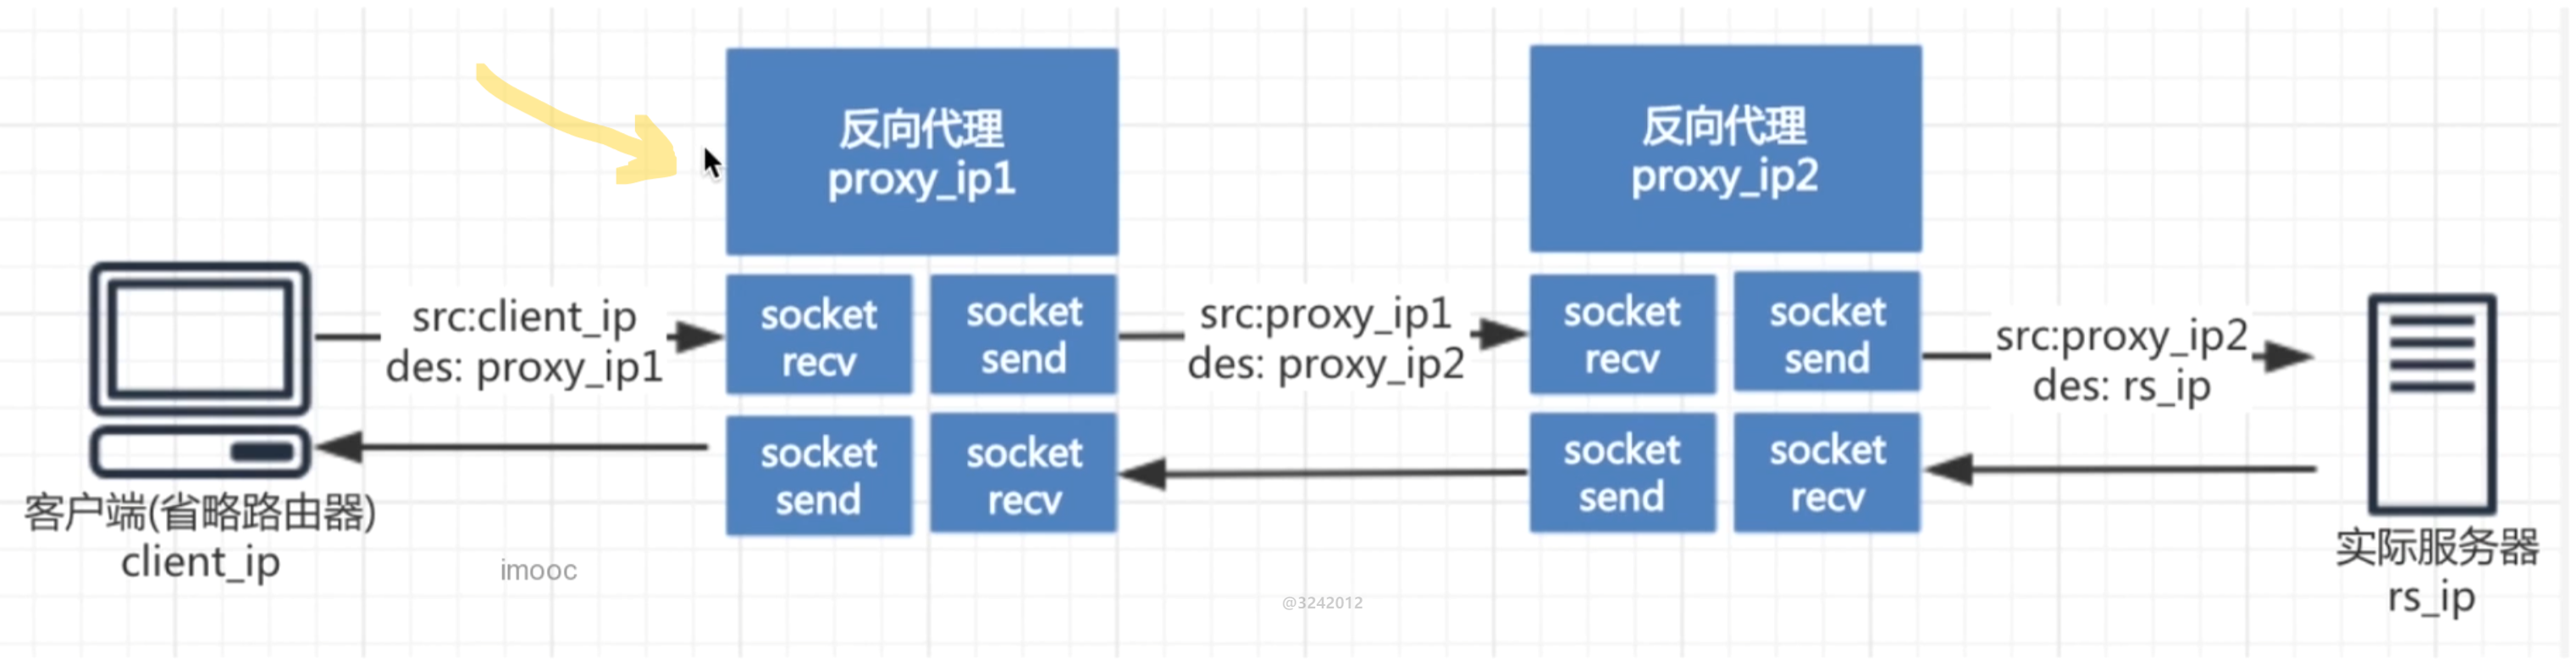 反向代理
proxy_ip1
反向代理
proxy_ip2
socket
recv
socket
send
socket
recv
socket
send
src:client_ip
des: proxy_ip1
src:proxy_ip1
des: proxy_ip2
src:proxy_ip2
des: rs_ip
socket
send
socket
recv
socket
send
socket
recv
客户端(省略路由器)
client_ip
实际服务器
rs_ip
imooc
@3242012